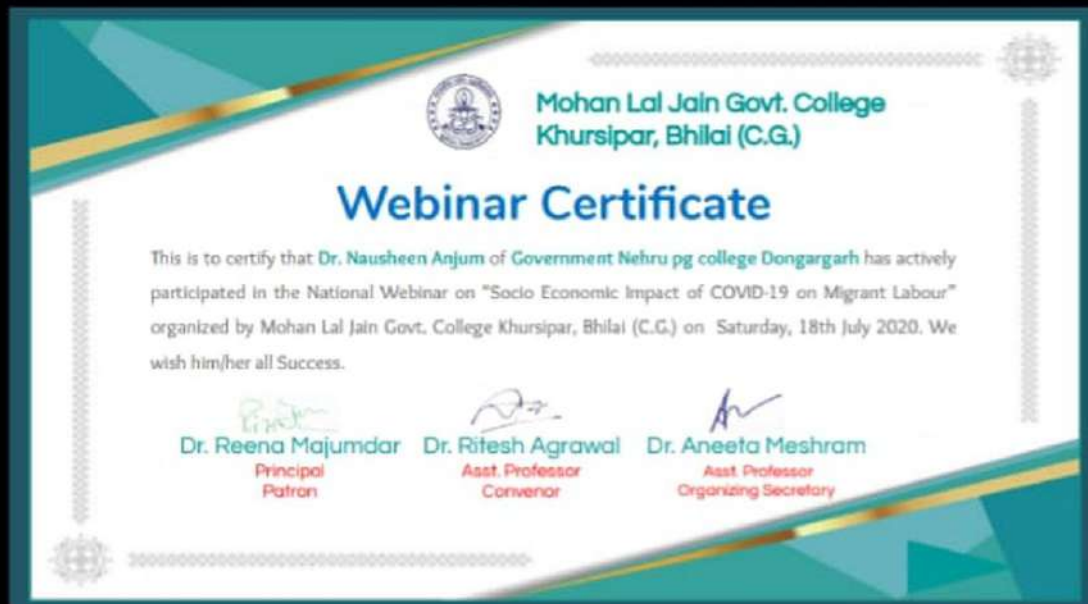 Mohan Lal Jain Govt. College
Khursipar, Bhilai (C.G.)
Webinar Certificate
This is to certify that Dr. Nausheen Anjum of Government Nehru pg college Dongargarh has actively
participated in the National Webinar on "Socio Economic Impact of COVID-19 on Migrant Labour"
organized by Mohan Lal Jain Govt. College Khursipar, Bhilai (C.G.) on Saturday, 18th July 2020. We
wish him/her all Success.
Dr. Reena Majumdar Dr. Ritesh Agrawal Dr. Aneeta Meshram
Principal Asst. Professor Asst. Professor
Patron Convenor Organizing Secretary